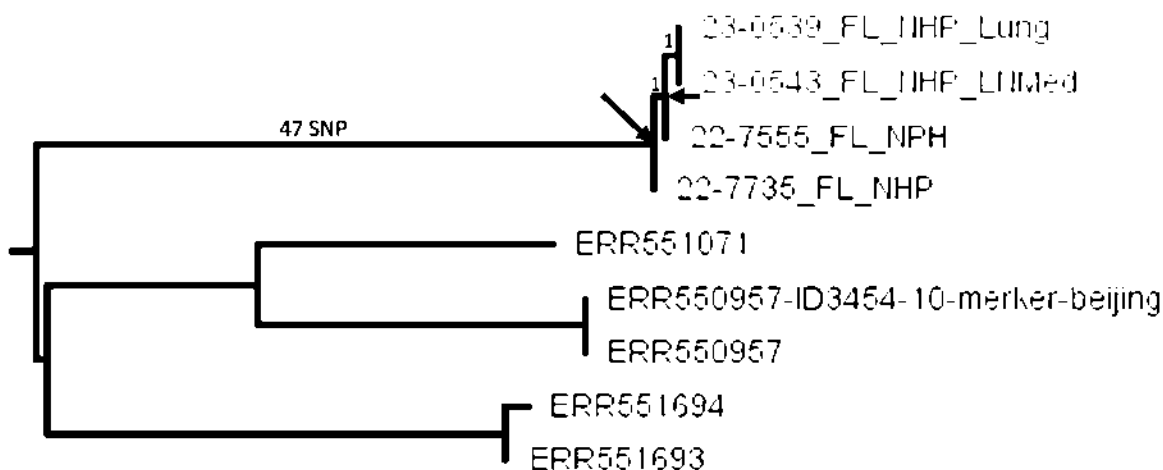 23-0539_FL_NHP_Lung
1
1
23-0543_FL_NHP_LNMed
47 SNP
22-7555_FL_NPH
22-7735_FL_NHP
ERR551071
ERR550957-ID3454-10-merker-beijing
ERR550957
ERR551694
ERR551693